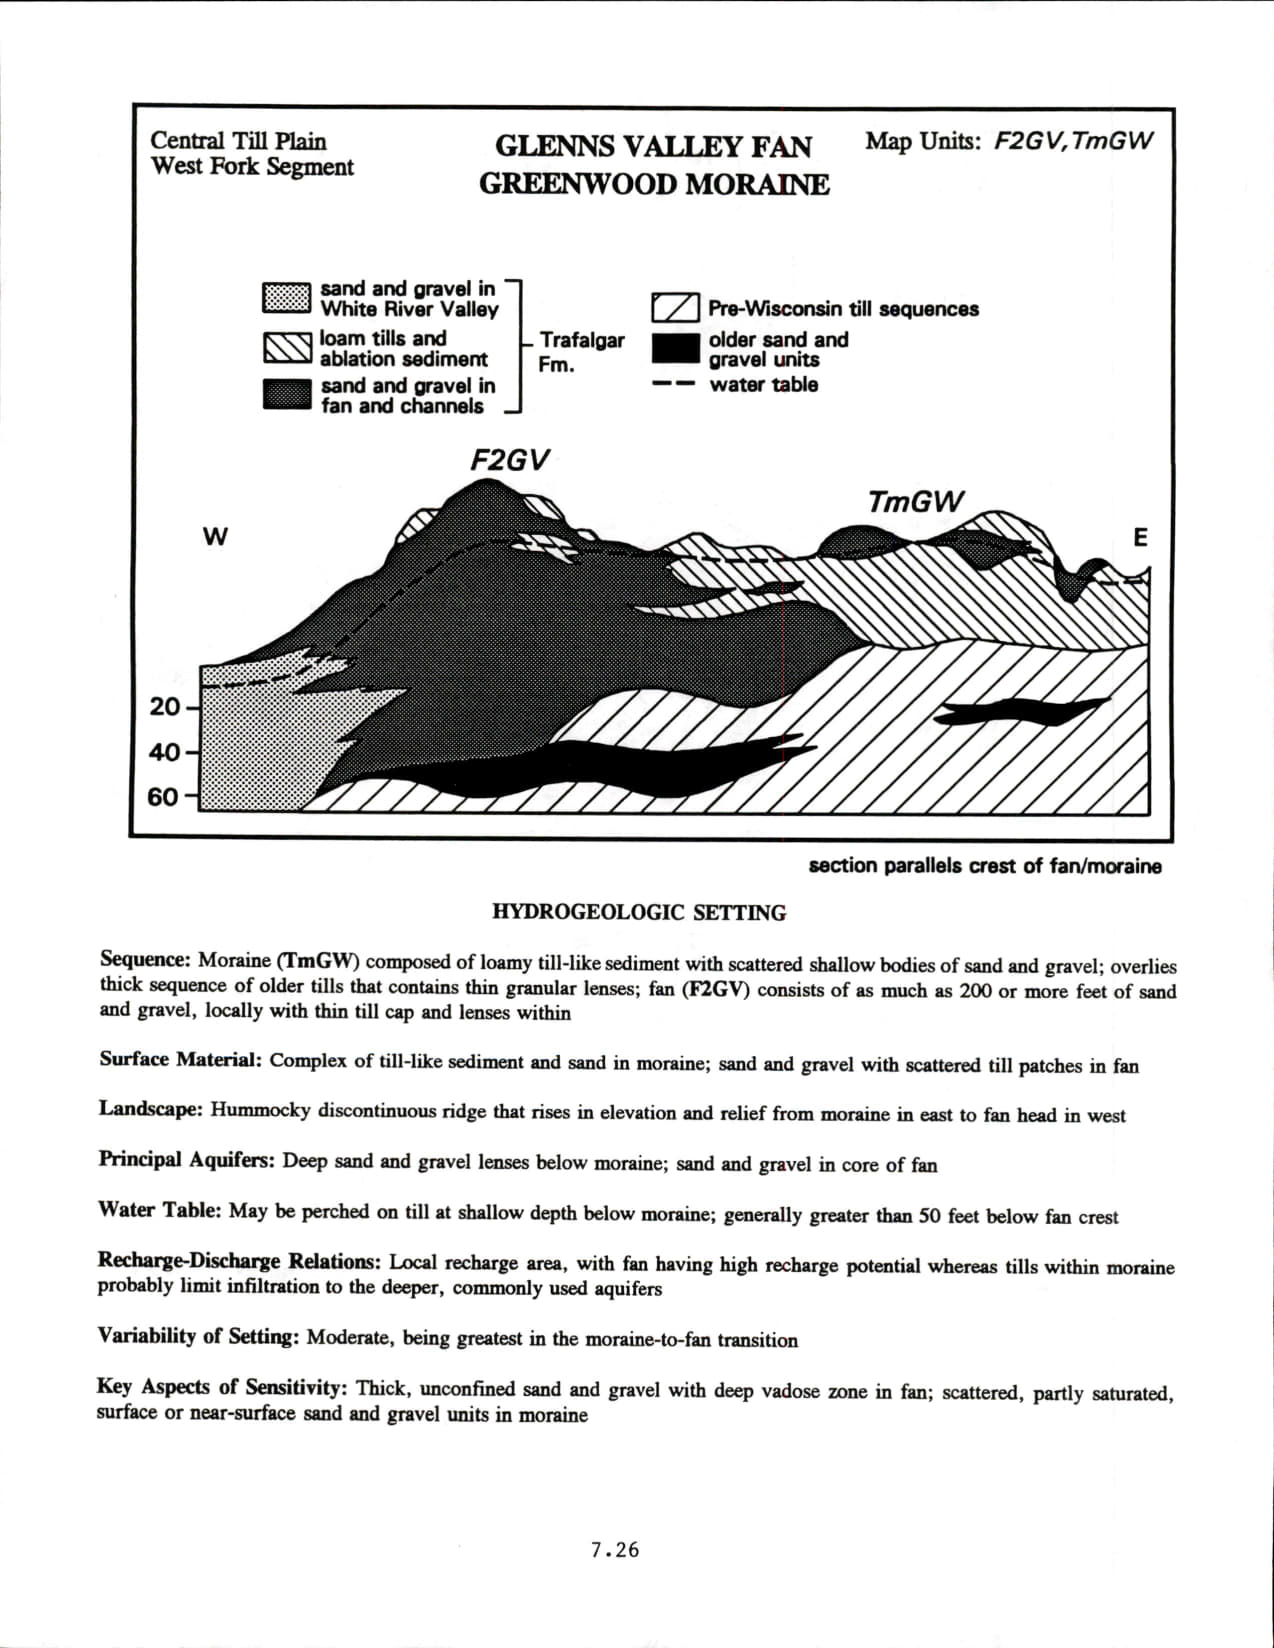 Central Till Plain
West Fork Segment
GLENNS VALLEY FAN
GREENWOOD MORAINE
Map Units: F2GV, TmGW
sand and gravel in
White River Valley
loam tills and
ablation sediment
sand and gravel in
fan and channels
Trafalgar
Fm.
Pre-Wisconsin till sequences
older sand and
gravel units
water table
F2GV
TmGW
W
E
20
40
60
section parallels crest of fan/moraine
HYDROGEOLOGIC SETTING
Sequence: Moraine (TmGW) composed of loamy till-like sediment with scattered shallow bodies of sand and gravel; overlies
thick sequence of older tills that contains thin granular lenses; fan (F2GV) consists of as much as 200 or more feet of sand
and gravel, locally with thin till cap and lenses within
Surface Material: Complex of till-like sediment and sand in moraine; sand and gravel with scattered till patches in fan
Landscape: Hummocky discontinuous ridge that rises in elevation and relief from moraine in east to fan head in west
Principal Aquifers: Deep sand and gravel lenses below moraine; sand and gravel in core of fan
Water Table: May be perched on till at shallow depth below moraine; generally greater than 50 feet below fan crest
Recharge-Discharge Relations: Local recharge area, with fan having high recharge potential whereas tills within moraine
probably limit infiltration to the deeper, commonly used aquifers
Variability of Setting: Moderate, being greatest in the moraine-to-fan transition
Key Aspects of Sensitivity: Thick, unconfined sand and gravel with deep vadose zone in fan; scattered, partly saturated,
surface or near-surface sand and gravel units in moraine
7.26